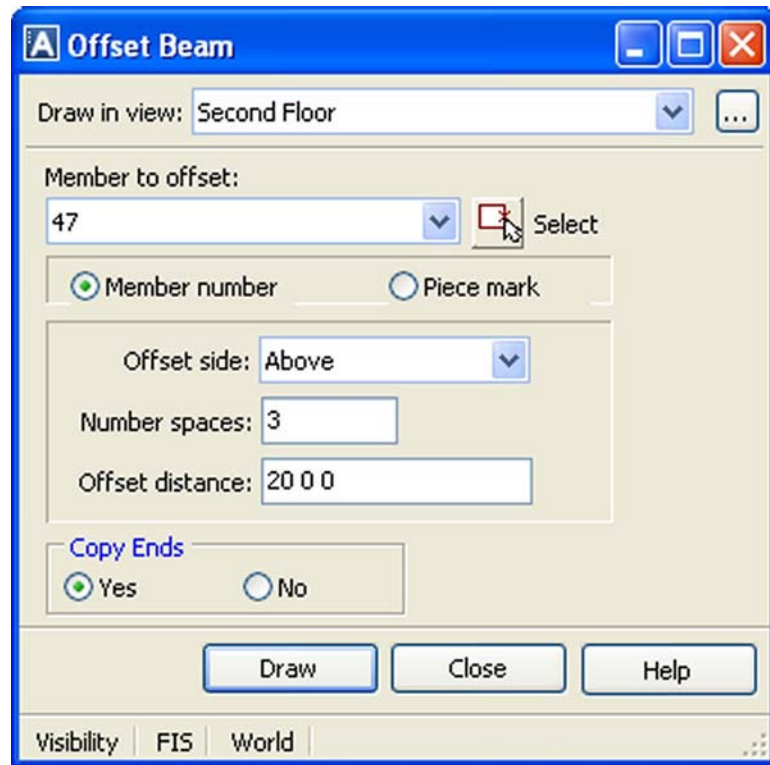 A Offset Beam
Draw in view: Second Floor ...
Member to offset:
47 Select
Member number Piece mark
Offset side: Above
Number spaces: 3
Offset distance: 20 0 0
Copy Ends
Yes No
Draw Close Help
Visibility FIS World